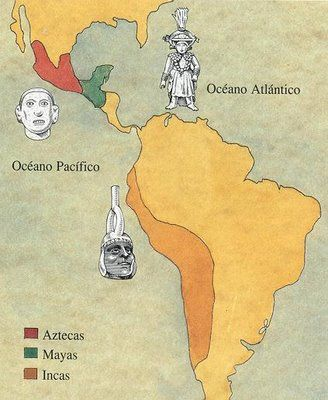 Océano Atlántico
Océano Pacífico
Aztecas
Mayas
Incas